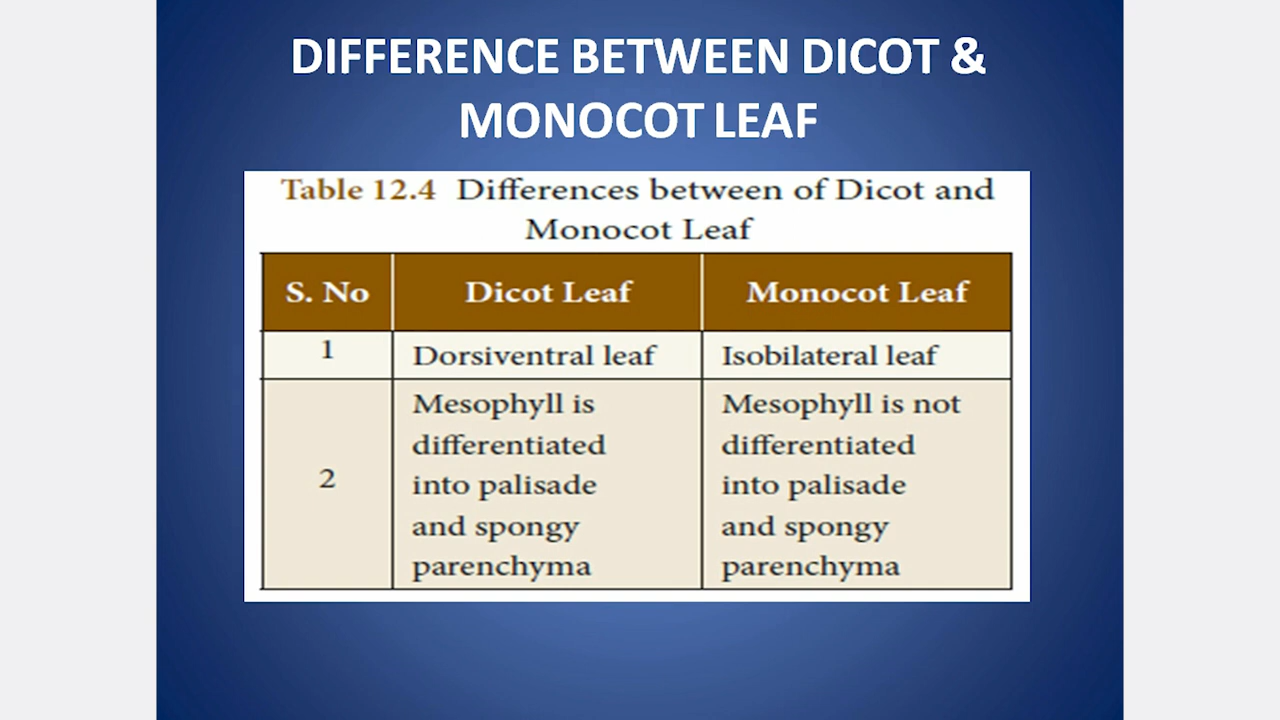 DIFFERENCE BETWEEN DICOT &
MONOCOT LEAF
Table 12.4 Differences between of Dicot and
Monocot Leaf
S. No Dicot Leaf Monocot Leaf
1 Dorsiventral leaf Isobilateral leaf
2
Mesophyll is
differentiated
into palisade
and spongy
parenchyma
Mesophyll is not
differentiated
into palisade
and spongy
parenchyma